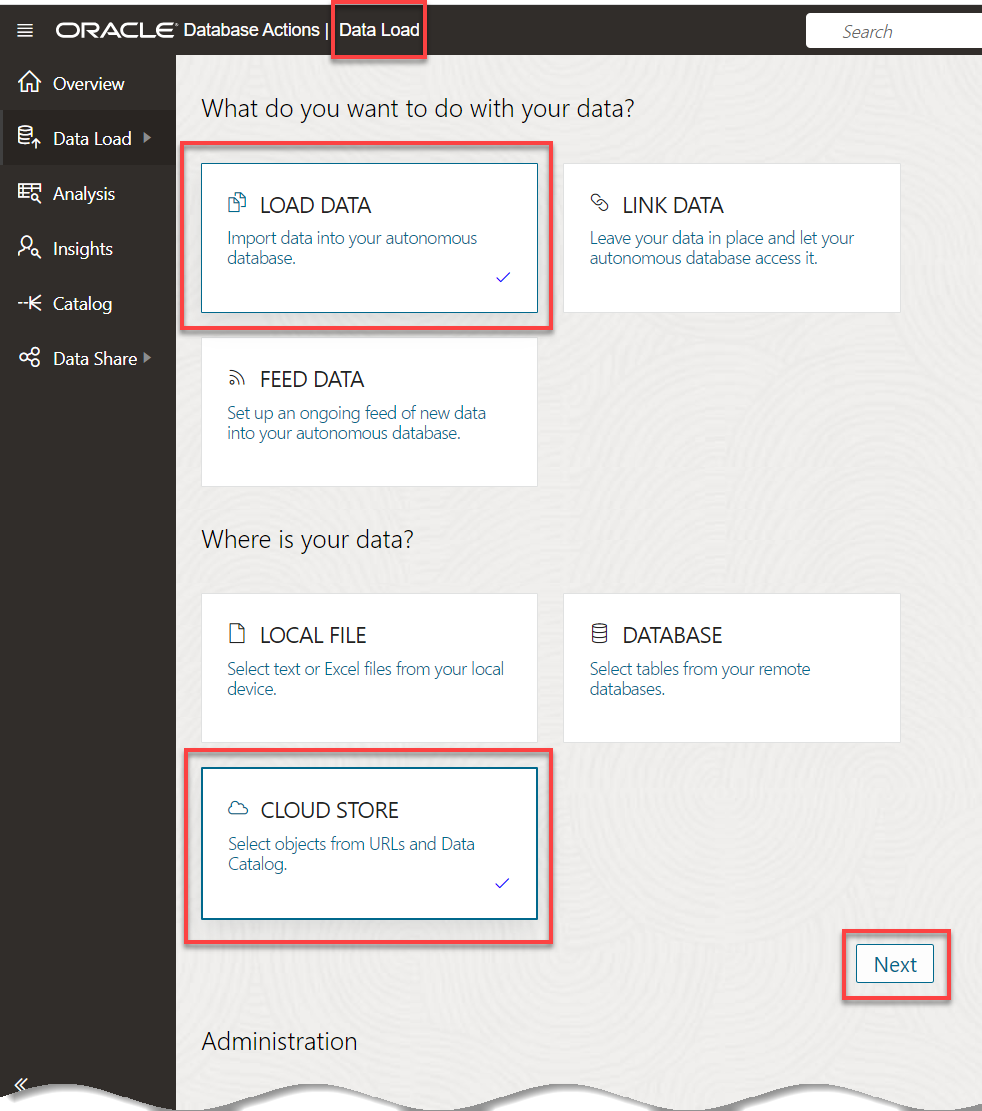 ORACLE Database Actions | Data Load
Search
Overview
Data Load
Analysis
Insights
Catalog
Data Share
What do you want to do with your data?
LOAD DATA
Import data into your autonomous
database.
LINK DATA
Leave your data in place and let your
autonomous database access it.
FEED DATA
Set up an ongoing feed of new data
into your autonomous database.
Where is your data?
LOCAL FILE
Select text or Excel files from your local
device.
DATABASE
Select tables from your remote
databases.
CLOUD STORE
Select objects from URLs and Data
Catalog.
Next
Administration